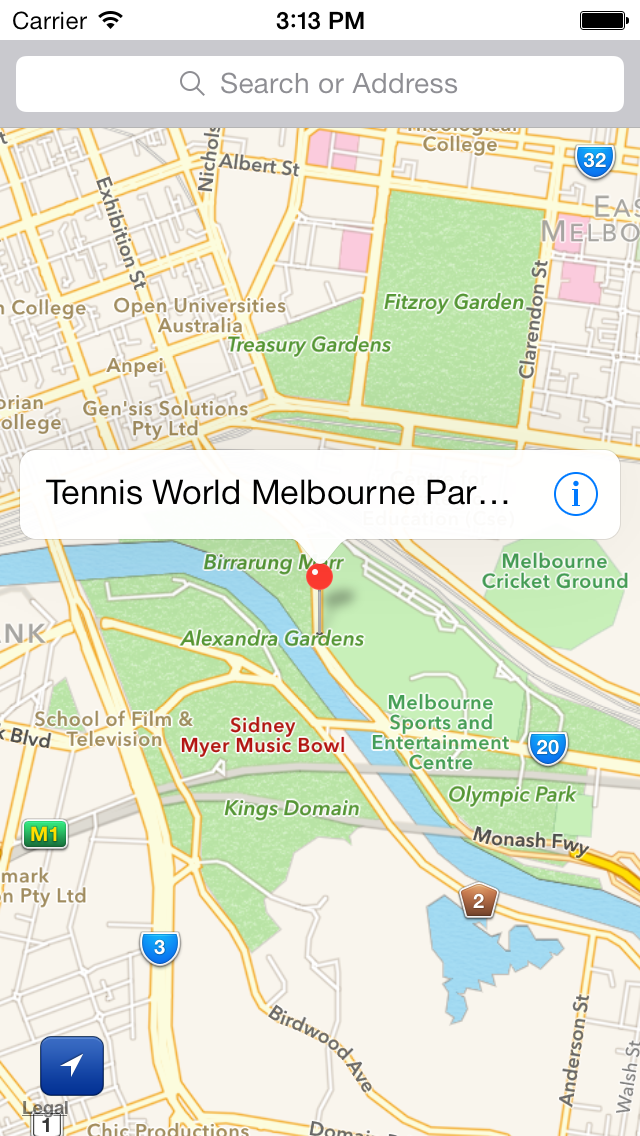 Carrier 3:13 PM
Search or Address
Theological
College
32
Nichols
Albert St
Exhibition St
EAS
MELBO
Clarendon St
Fitzroy Garden
n College
Open Universities
Australia
Treasury Gardens
Anpei
orian
ollege
Gen'sis Solutions
Pty Ltd
Tennis World Melbourne Par...
Education (Cse)
Birrarung Marr
Melbourne
Cricket Ground
NK
Alexandra Gardens
School of Film &
Television
k Blvd
Sidney
Myer Music Bowl
Melbourne
Sports and
Entertainment
Centre
20
Olympic Park
Kings Domain
M1
Monash Fwy
mark
n Pty Ltd
2
3
Birdwood Ave
Anderson St
Walsh St
Legal
1
Chic Productions
Domain